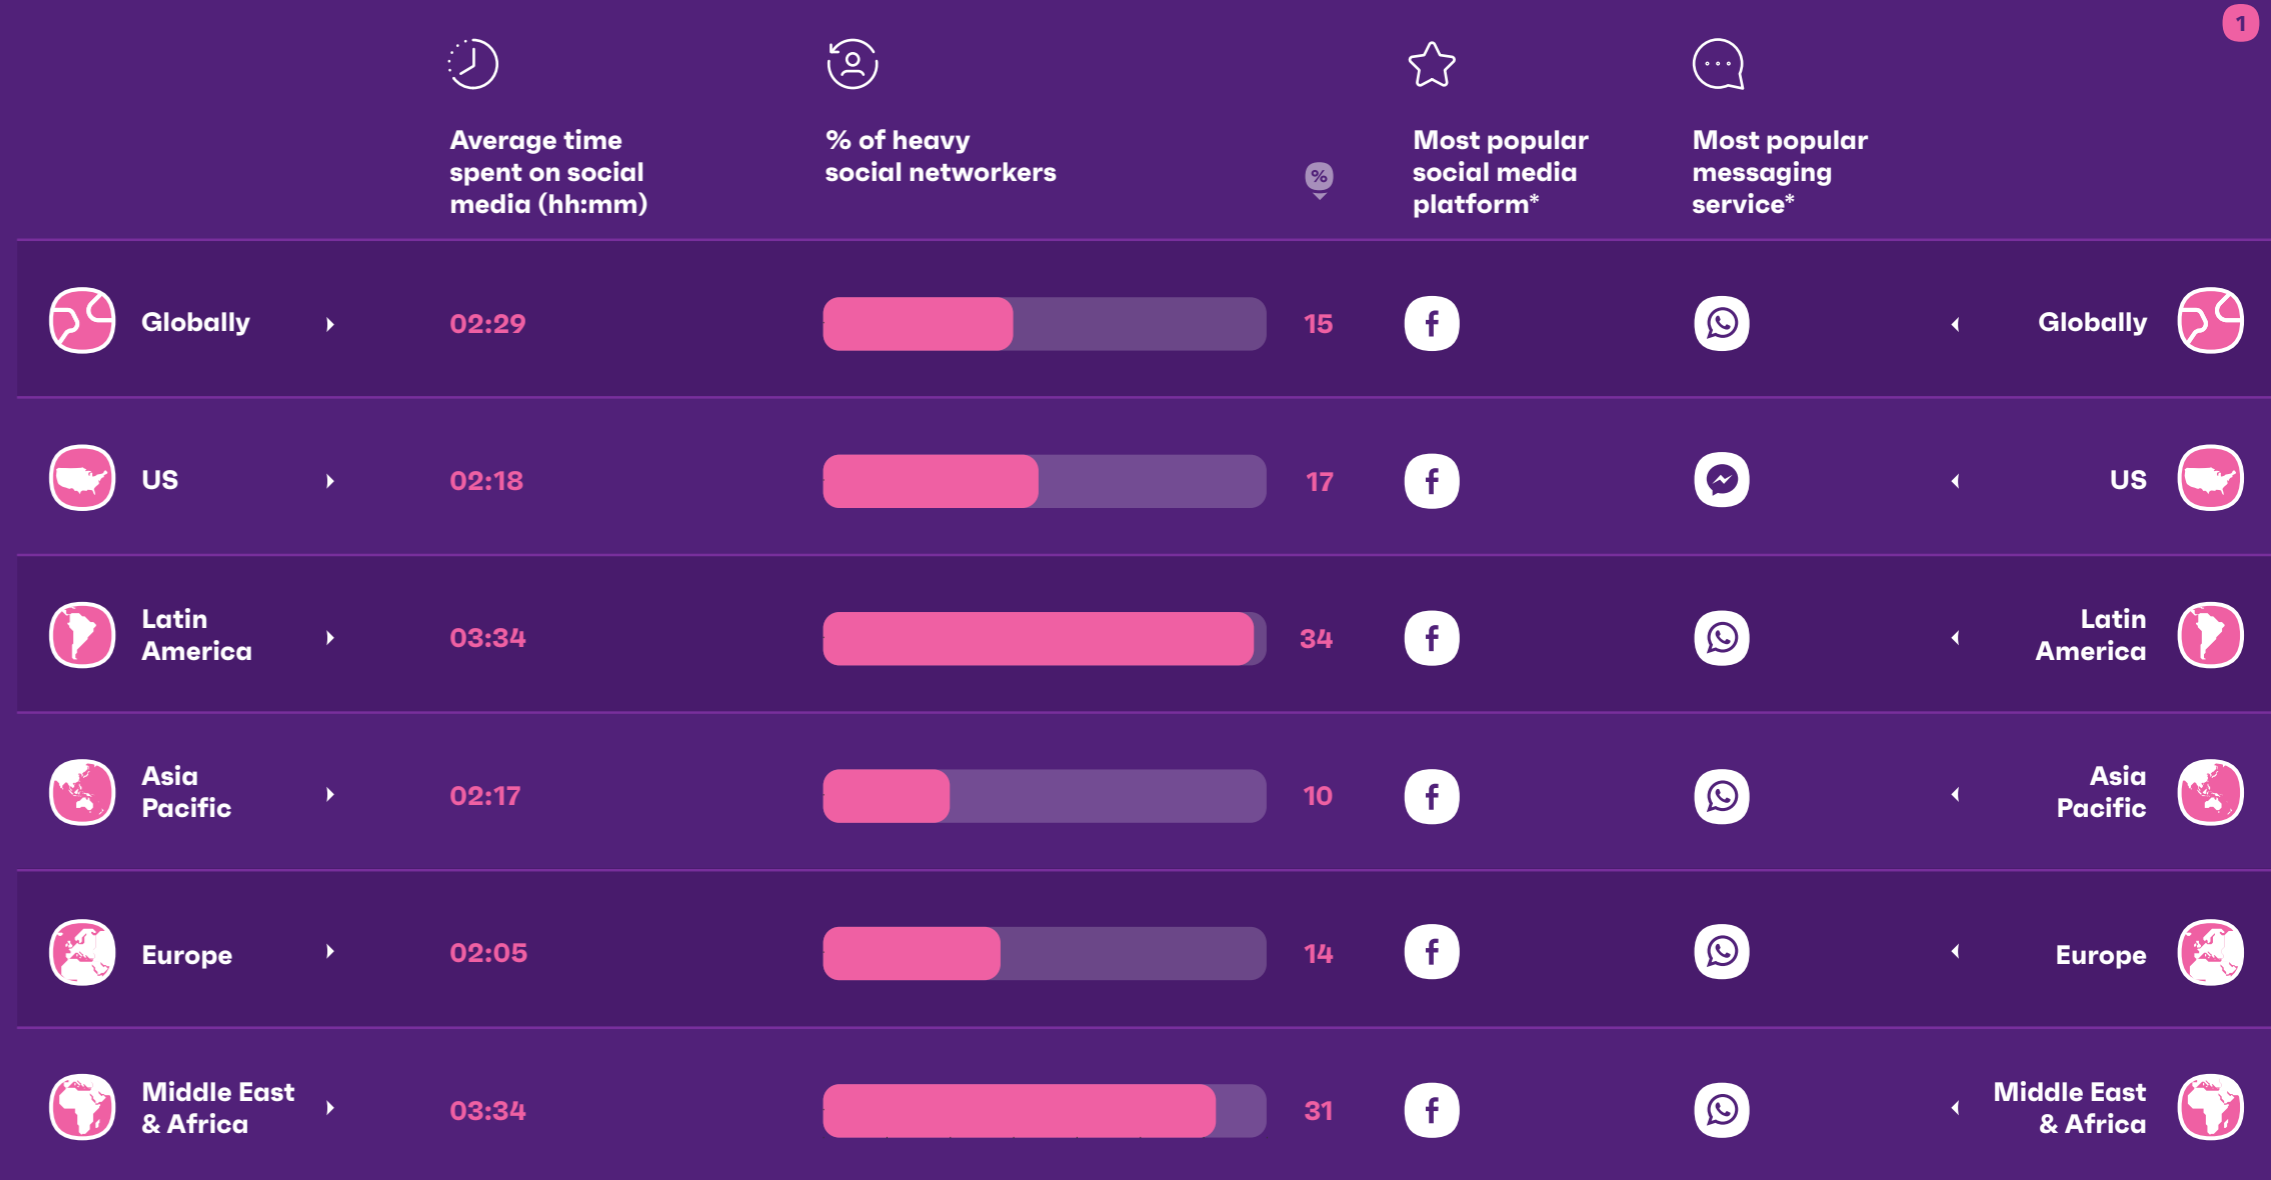 1
Average time
spent on social
media (hh:mm)
% of heavy
social networkers
%
Most popular
social media
platform*
Most popular
messaging
service*
Globally
02:29
15
f
Globally
US
02:18
17
f
US
Latin
America
03:34
34
f
Latin
America
Asia
Pacific
02:17
10
f
Asia
Pacific
Europe
02:05
14
f
Europe
Middle East
& Africa
03:34
31
f
Middle East
& Africa